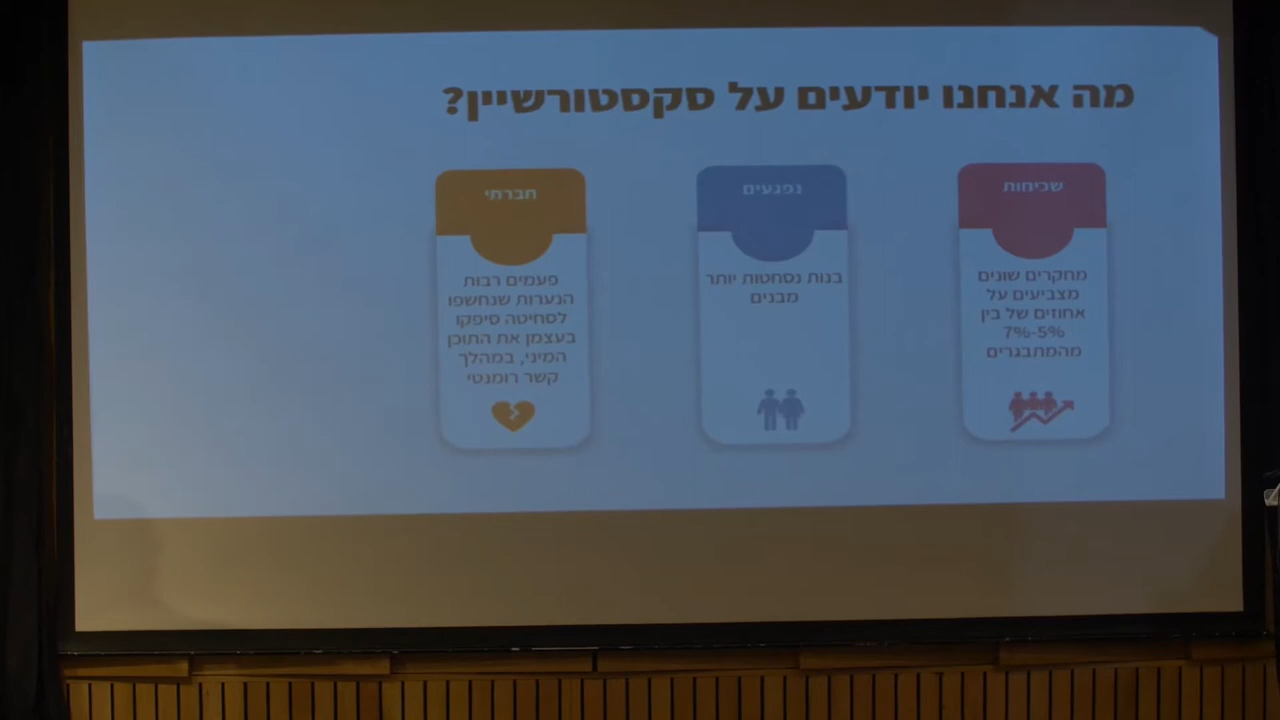 מה אנחנו יודעים על סקסטורשיין?
שכיחות
מחקרים שונים
מצביעים על
אחוזים של בין
7%-5%
מהמתבגרים
נפגעים
בנות נסחטות יותר
מבנים
חברתי
פעמים רבות
הנערות שנחשפו
לסחיטה סיפקו
בעצמן את התוכן
המיני, במהלך
קשר רומנטי